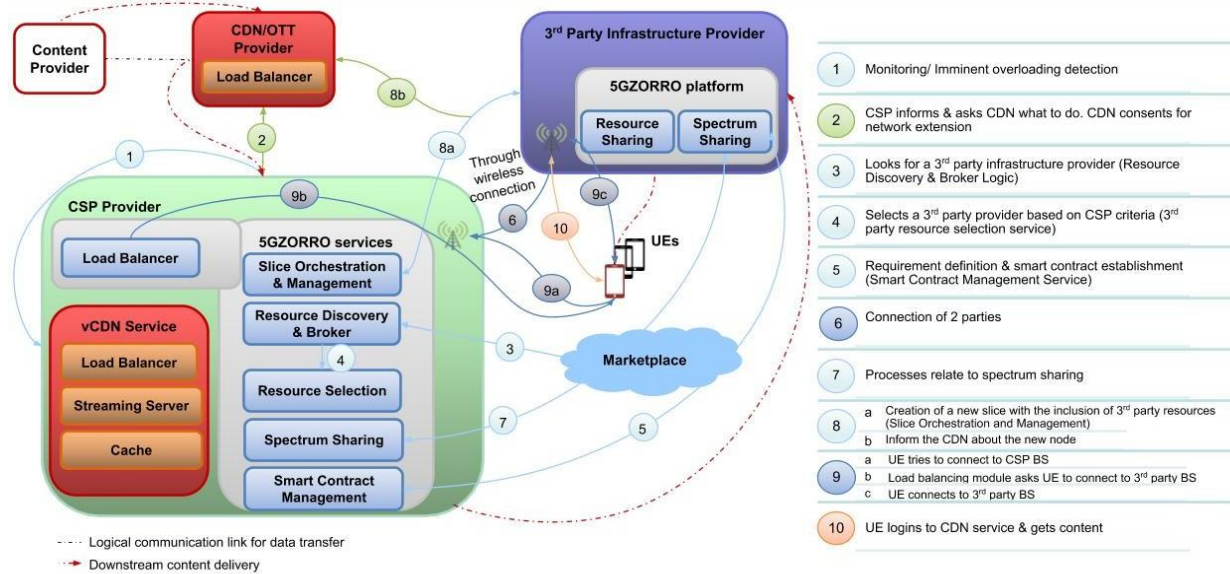 Content
Provider
CDN/OTT
Provider
Load Balancer
3rd Party Infrastructure Provider
5GZORRO platform
Resource
Sharing
Spectrum
Sharing
8b
8a
2
1
Through
wireless
connection
9c
6
10
UEs
9a
CSP Provider
9b
Load Balancer
5GZORRO services
Slice Orchestration
& Management
Resource Discovery
& Broker
4
3
Resource Selection
Spectrum Sharing
7
5
Smart Contract
Management
Marketplace
vCDN Service
Load Balancer
Streaming Server
Cache
Logical communication link for data transfer
Downstream content delivery
1 Monitoring/ Imminent overloading detection
2 CSP informs & asks CDN what to do. CDN consents for
network extension
3 Looks for a 3rd party infrastructure provider (Resource
Discovery & Broker Logic)
4 Selects a 3rd party provider based on CSP criteria (3rd
party resource selection service)
5 Requirement definition & smart contract establishment
(Smart Contract Management Service)
6 Connection of 2 parties
7 Processes relate to spectrum sharing
8 a Creation of a new slice with the inclusion of 3rd party resources
(Slice Orchestration and Management)
b Inform the CDN about the new node
9 a UE tries to connect to CSP BS
b Load balancing module asks UE to connect to 3rd party BS
c UE connects to 3rd party BS
10 UE logins to CDN service & gets content